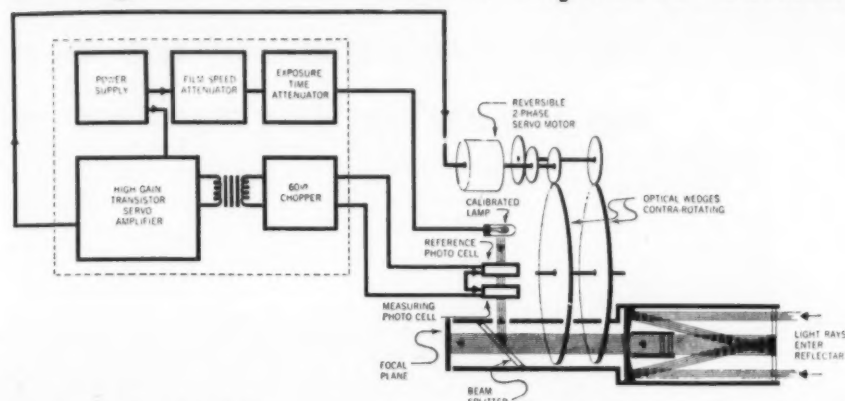 POWER
SUPPLY
FILM SPEED
ATTENUATOR
EXPOSURE
TIME
ATTENUATOR
REVERSIBLE
2 PHASE
SERVO MOTOR
HIGH GAIN
TRANSISTOR
SERVO
AMPLIFIER
CHOPPER
CALIBRATED
LAMP
OPTICAL WEDGES
CONTRA-ROTATING
REFERENCE
PHOTO CELL
MEASURING
PHOTO CELL
LIGHT RAYS
ENTER
REFLECTAR
FOCAL
PLANE
BEAM
SPLITTER